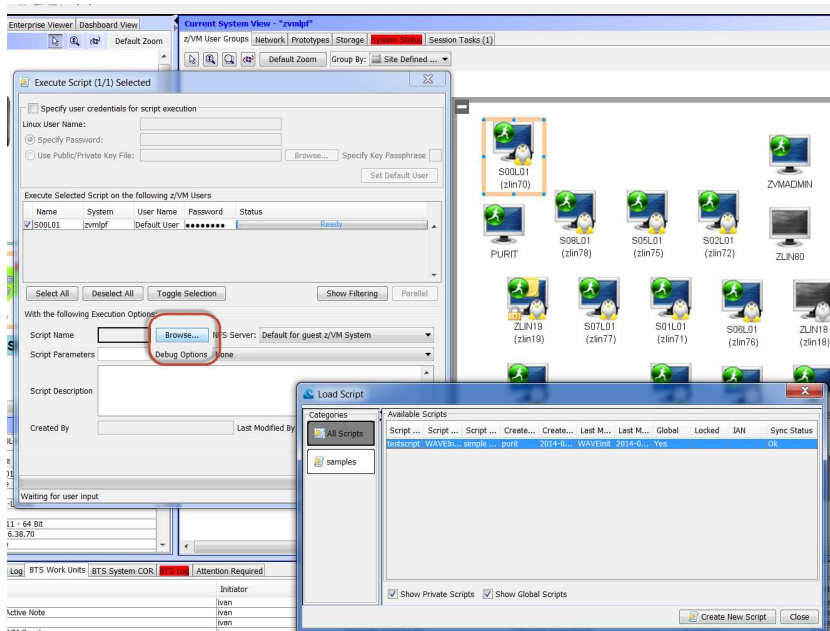 Enterprise Viewer Dashboard View
Default Zoom
Current System View - "zvmlpf"
z/VM User Groups Network Prototypes Storage System Status Session Tasks (1)
Default Zoom Group By: Site Defined ...
Execute Script (1/1) Selected
Specify user credentials for script execution
Linux User Name:
Specify Password:
Use Public/Private Key File: Browse... Specify Key Passphrase
Set Default User
Execute Selected Script on the following z/VM Users
Name System User Name Password Status
S00L01 zvmlpf Default User ●●●●●●●● Ready
Select All Deselect All Toggle Selection Show Filtering Parallel
With the following Execution Options:
Script Name Browse... NFS Server: Default for guest z/VM System
Script Parameters Debug Options None
Script Description
Created By Last Modified By
Waiting for user input
11 - 64 Bit
6.38.70
S00L01
(zlin70)
ZVMADMIN
PURIT
S08L01
(zlin78)
S05L01
(zlin75)
S02L01
(zlin72)
ZLIN80
ZLIN19
(zlin19)
S07L01
(zlin77)
S01L01
(zlin71)
S06L01
(zlin76)
ZLIN18
(zlin18)
Load Script
Categories
All Scripts
samples
Available Scripts
Script ... Script ... Script ... Create... Create... Last M... Last M... Global Locked IAN Sync Status
testscript WAVEIn... simple ... purit 2014-0... WAVEinit 2014-0... Yes Ok
Show Private Scripts Show Global Scripts
Create New Script Close
Log BTS Work Units BTS System COR BTS Log Attention Required
Initiator
ivan
Active Note ivan
ivan